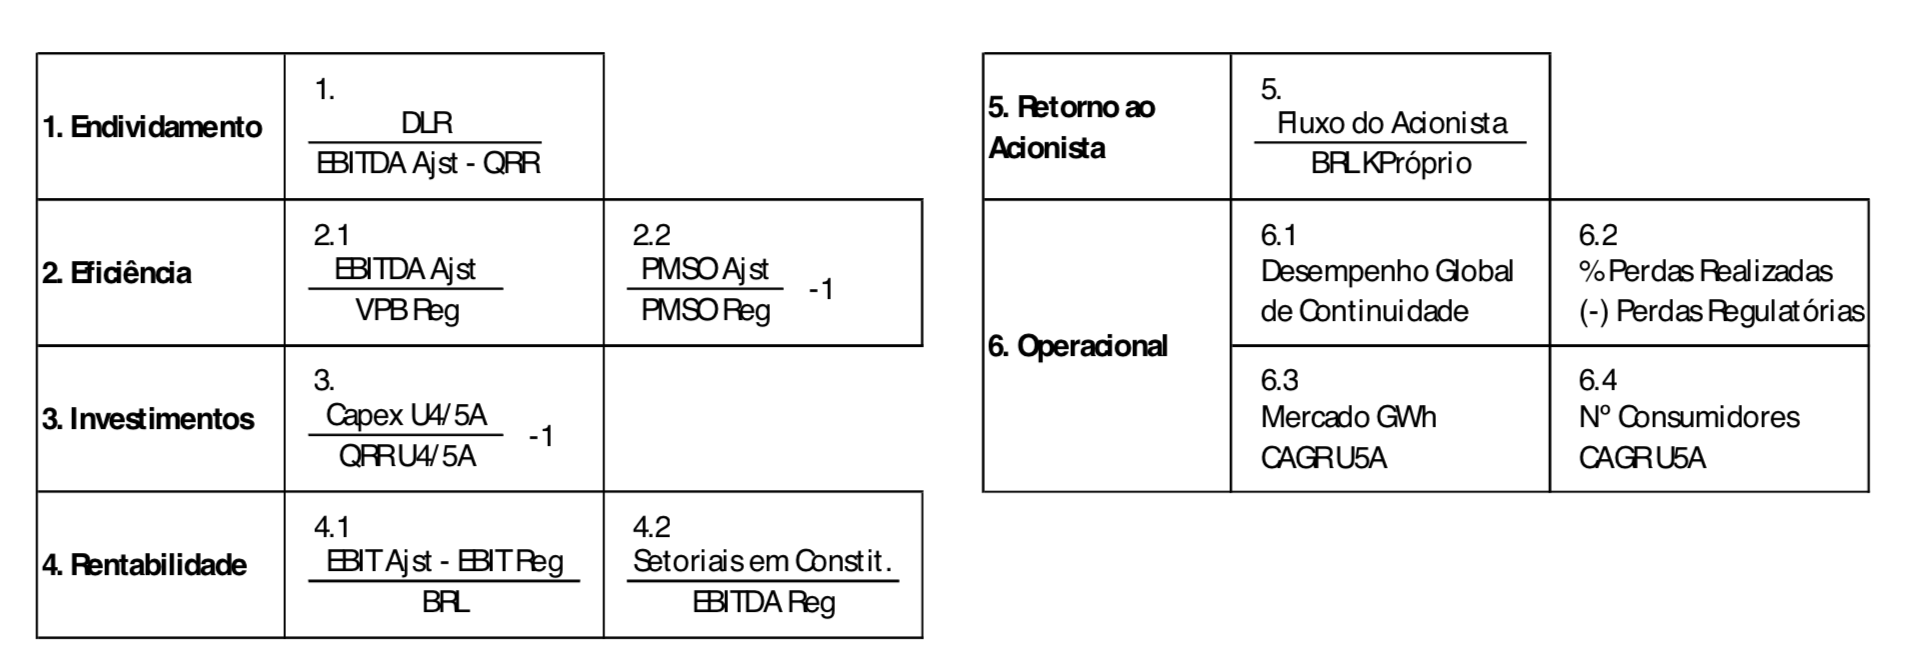 1. Endividamento
1.
DLR
EBITDA Ajst - QRR
2. Eficiência
2.1
EBITDA Ajst
VPB Reg
2.2
PMSO Ajst
PMSO Reg
-1
3. Investimentos
3.
Capex U4/5A
QRR U4/5A
-1
4. Rentabilidade
4.1
EBIT Ajst - EBIT Reg
BRL
4.2
Setoriais em Constit.
EBITDA Reg
5. Retorno ao
Acionista
5.
Fluxo do Acionista
BRL KPróprio
6. Operacional
6.1
Desempenho Global
de Continuidade
6.2
% Perdas Realizadas
(-) Perdas Regulatórias
6.3
Mercado GWh
CAGR U5A
6.4
Nº Consumidores
CAGR U5A